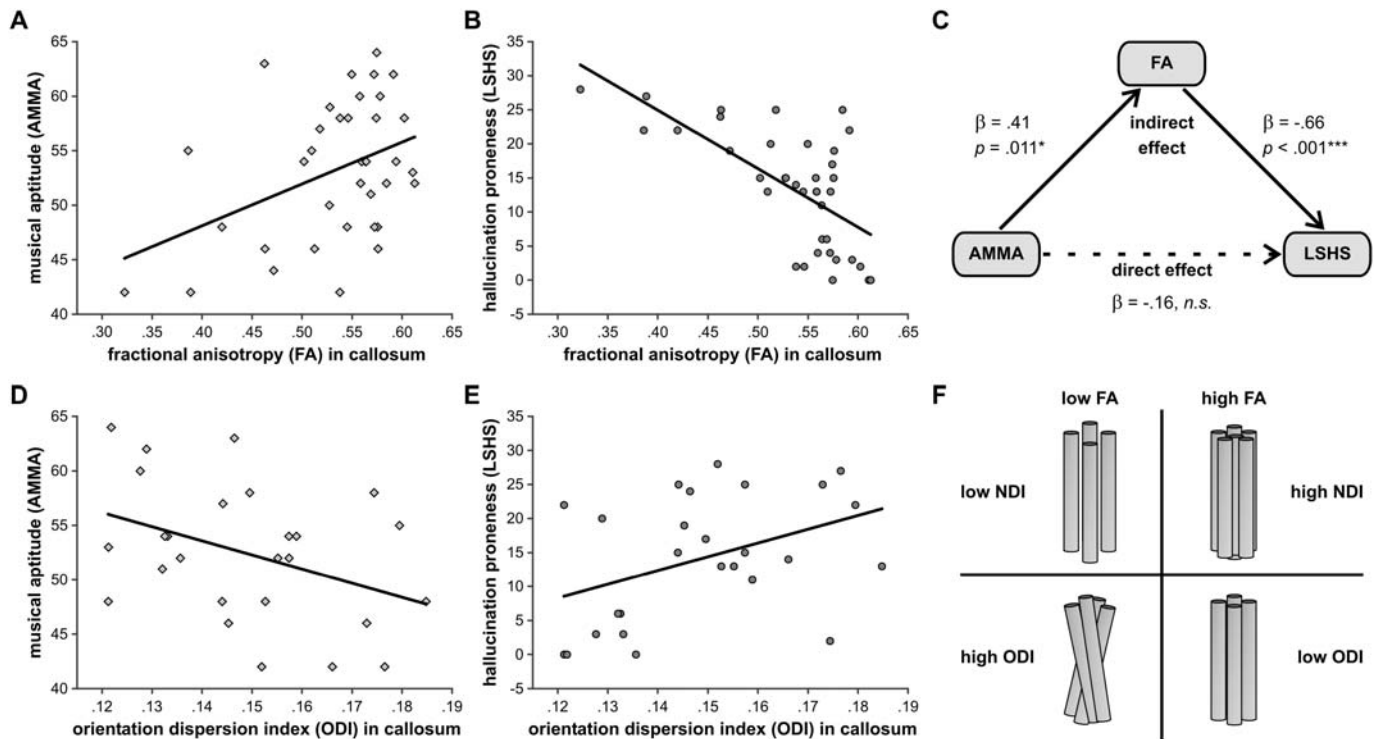 A
musical aptitude (AMMA)
65
60
55
50
45
40
.30
.40
.45
.50
.55
.60
.65
fractional anisotropy (FA) in callosum
B
hallucination proneness (LSHS)
35
30
25
20
15
10
5
0
-5
.30
.35
.40
.45
.50
.55
.60
.65
fractional anisotropy (FA) in callosum
C
FA
β = .41
p = .011*
indirect
effect
β = -.66
p < .001***
AMMA
LSHS
direct effect
β = -.16, n.s.
D
musical aptitude (AMMA)
65
60
55
50
45
40
.12
.13
.14
.15
.16
.17
.18
.19
orientation dispersion index (ODI) in callosum
E
hallucination proneness (LSHS)
35
30
25
20
15
10
5
0
-5
.12
.13
.14
.15
.16
.17
.18
.19
orientation dispersion index (ODI) in callosum
F
low FA
high FA
low NDI
high NDI
high ODI
low ODI